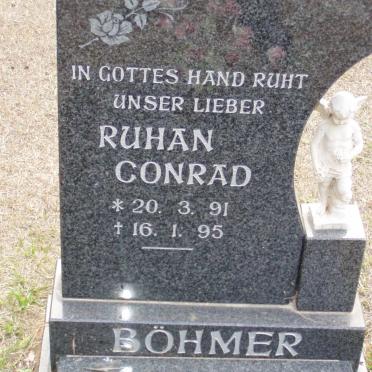 IN GOTTES HAND RUHT
UNSER LIEBER
RUHAN
CONRAD
* 20. 3. 91
† 16. 1. 95
BÖHMER